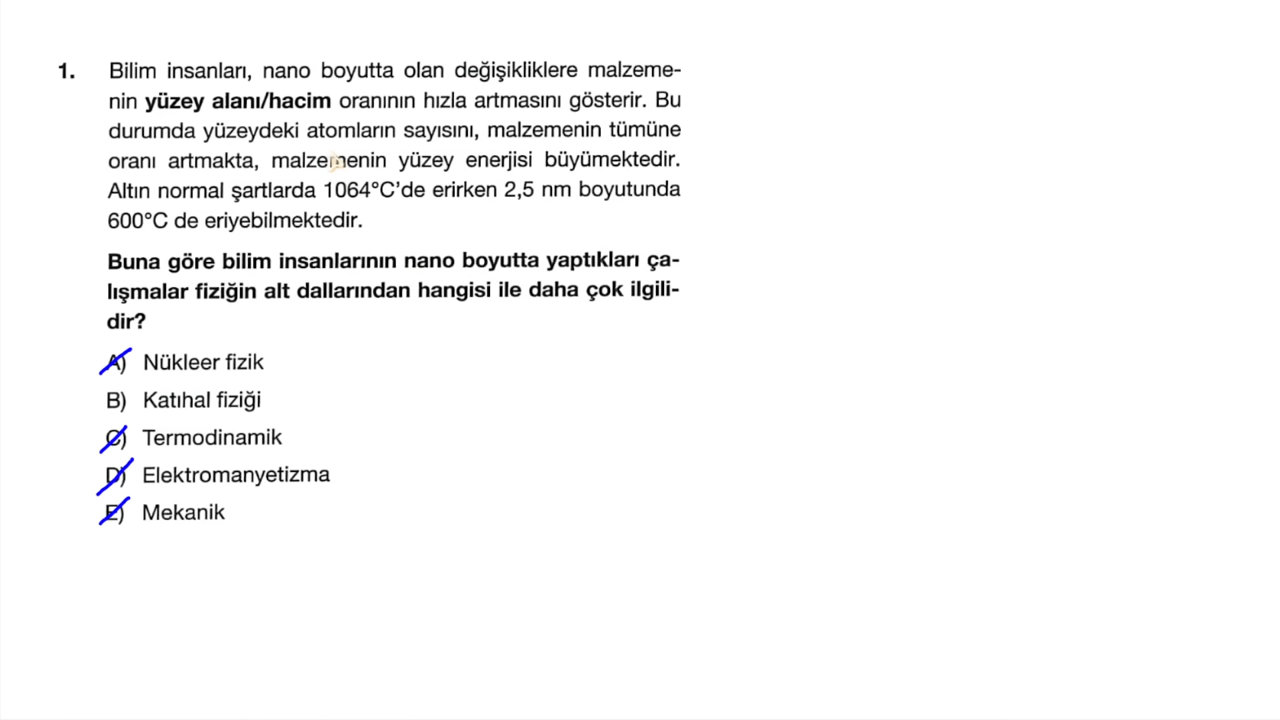 1. Bilim insanları, nano boyutta olan değişikliklere malzeme-
nin yüzey alanı/hacim oranının hızla artmasını gösterir. Bu
durumda yüzeydeki atomların sayısını, malzemenin tümüne
oranı artmakta, malzemenin yüzey enerjisi büyümektedir.
Altın normal şartlarda 1064°C'de erirken 2,5 nm boyutunda
600°C de eriyebilmektedir.
Buna göre bilim insanlarının nano boyutta yaptıkları ça-
lışmalar fiziğin alt dallarından hangisi ile daha çok ilgili-
dir?
A) Nükleer fizik
B) Katıhal fiziği
C) Termodinamik
D) Elektromanyetizma
E) Mekanik